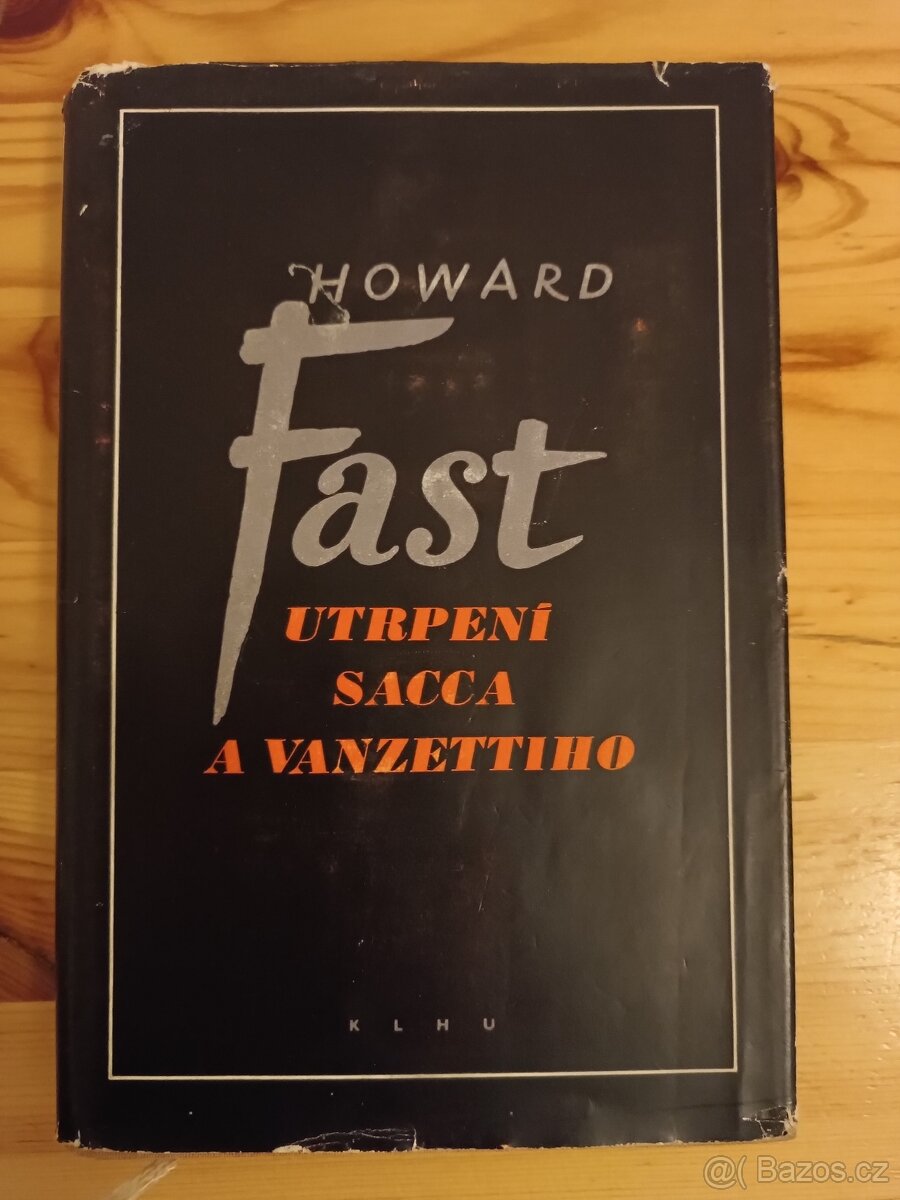 HOWARD
Fast
UTRPENÍ
SACCA
A VANZETTIHO
KLHU
@( Bazos.cz